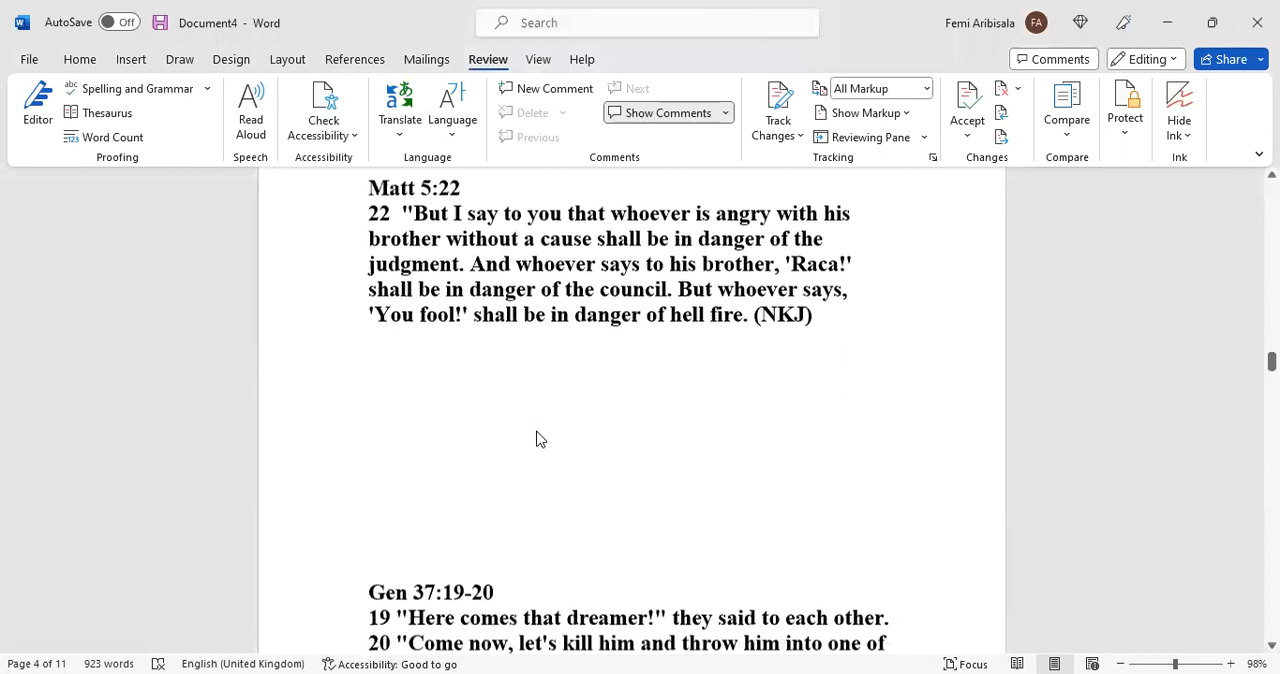 AutoSave Off Document4 - Word Search Femi Aribisala FA
File Home Insert Draw Design Layout References Mailings Review View Help Comments Editing Share
Editor
Spelling and Grammar
Thesaurus
Word Count
Proofing
Read Aloud
Speech
Check Accessibility
Accessibility
Translate Language
Language
New Comment Next
Delete Show Comments
Previous
Comments
Track Changes
All Markup
Show Markup
Reviewing Pane
Tracking
Accept
Changes
Compare
Compare
Protect
Hide Ink
Ink
Matt 5:22
22 "But I say to you that whoever is angry with his
brother without a cause shall be in danger of the
judgment. And whoever says to his brother, 'Raca!'
shall be in danger of the council. But whoever says,
'You fool!' shall be in danger of hell fire. (NKJ)
Gen 37:19-20
19 "Here comes that dreamer!" they said to each other.
20 "Come now, let's kill him and throw him into one of
Page 4 of 11 923 words English (United Kingdom) Accessibility: Good to go Focus 98%